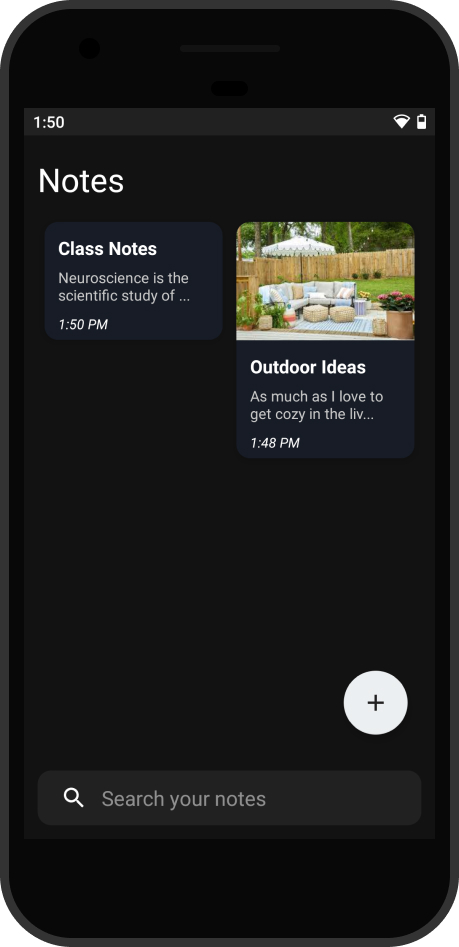 1:50
Notes
Class Notes
Neuroscience is the
scientific study of ...
1:50 PM
Outdoor Ideas
As much as I love to
get cozy in the liv...
1:48 PM
+
Search your notes